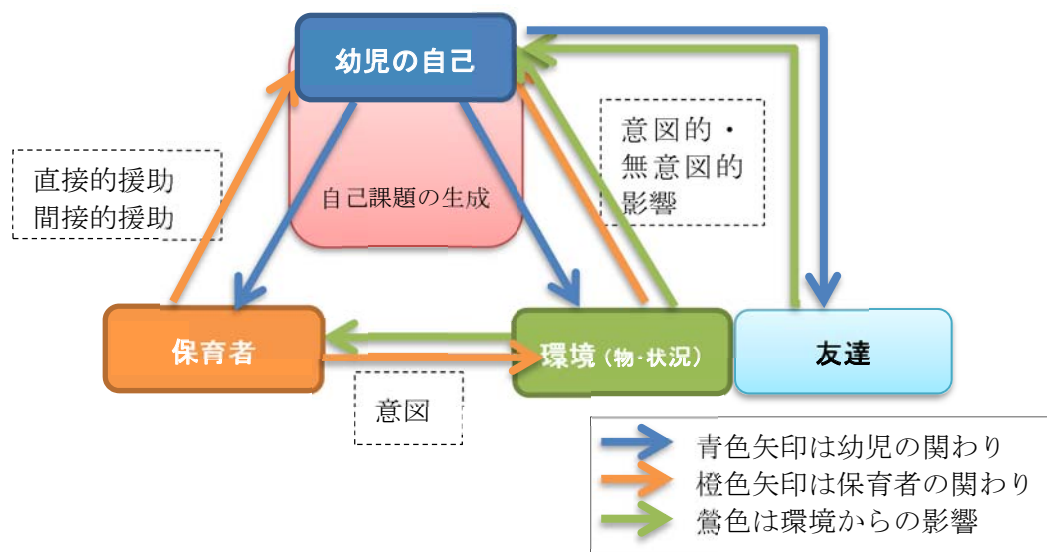 幼児の自己
意図的・
無意図的
影響
直接的援助
間接的援助
自己課題の生成
保育者
環境（物・状況）
友達
意図
青色矢印は幼児の関わり
橙色矢印は保育者の関わり
鶯色は環境からの影響